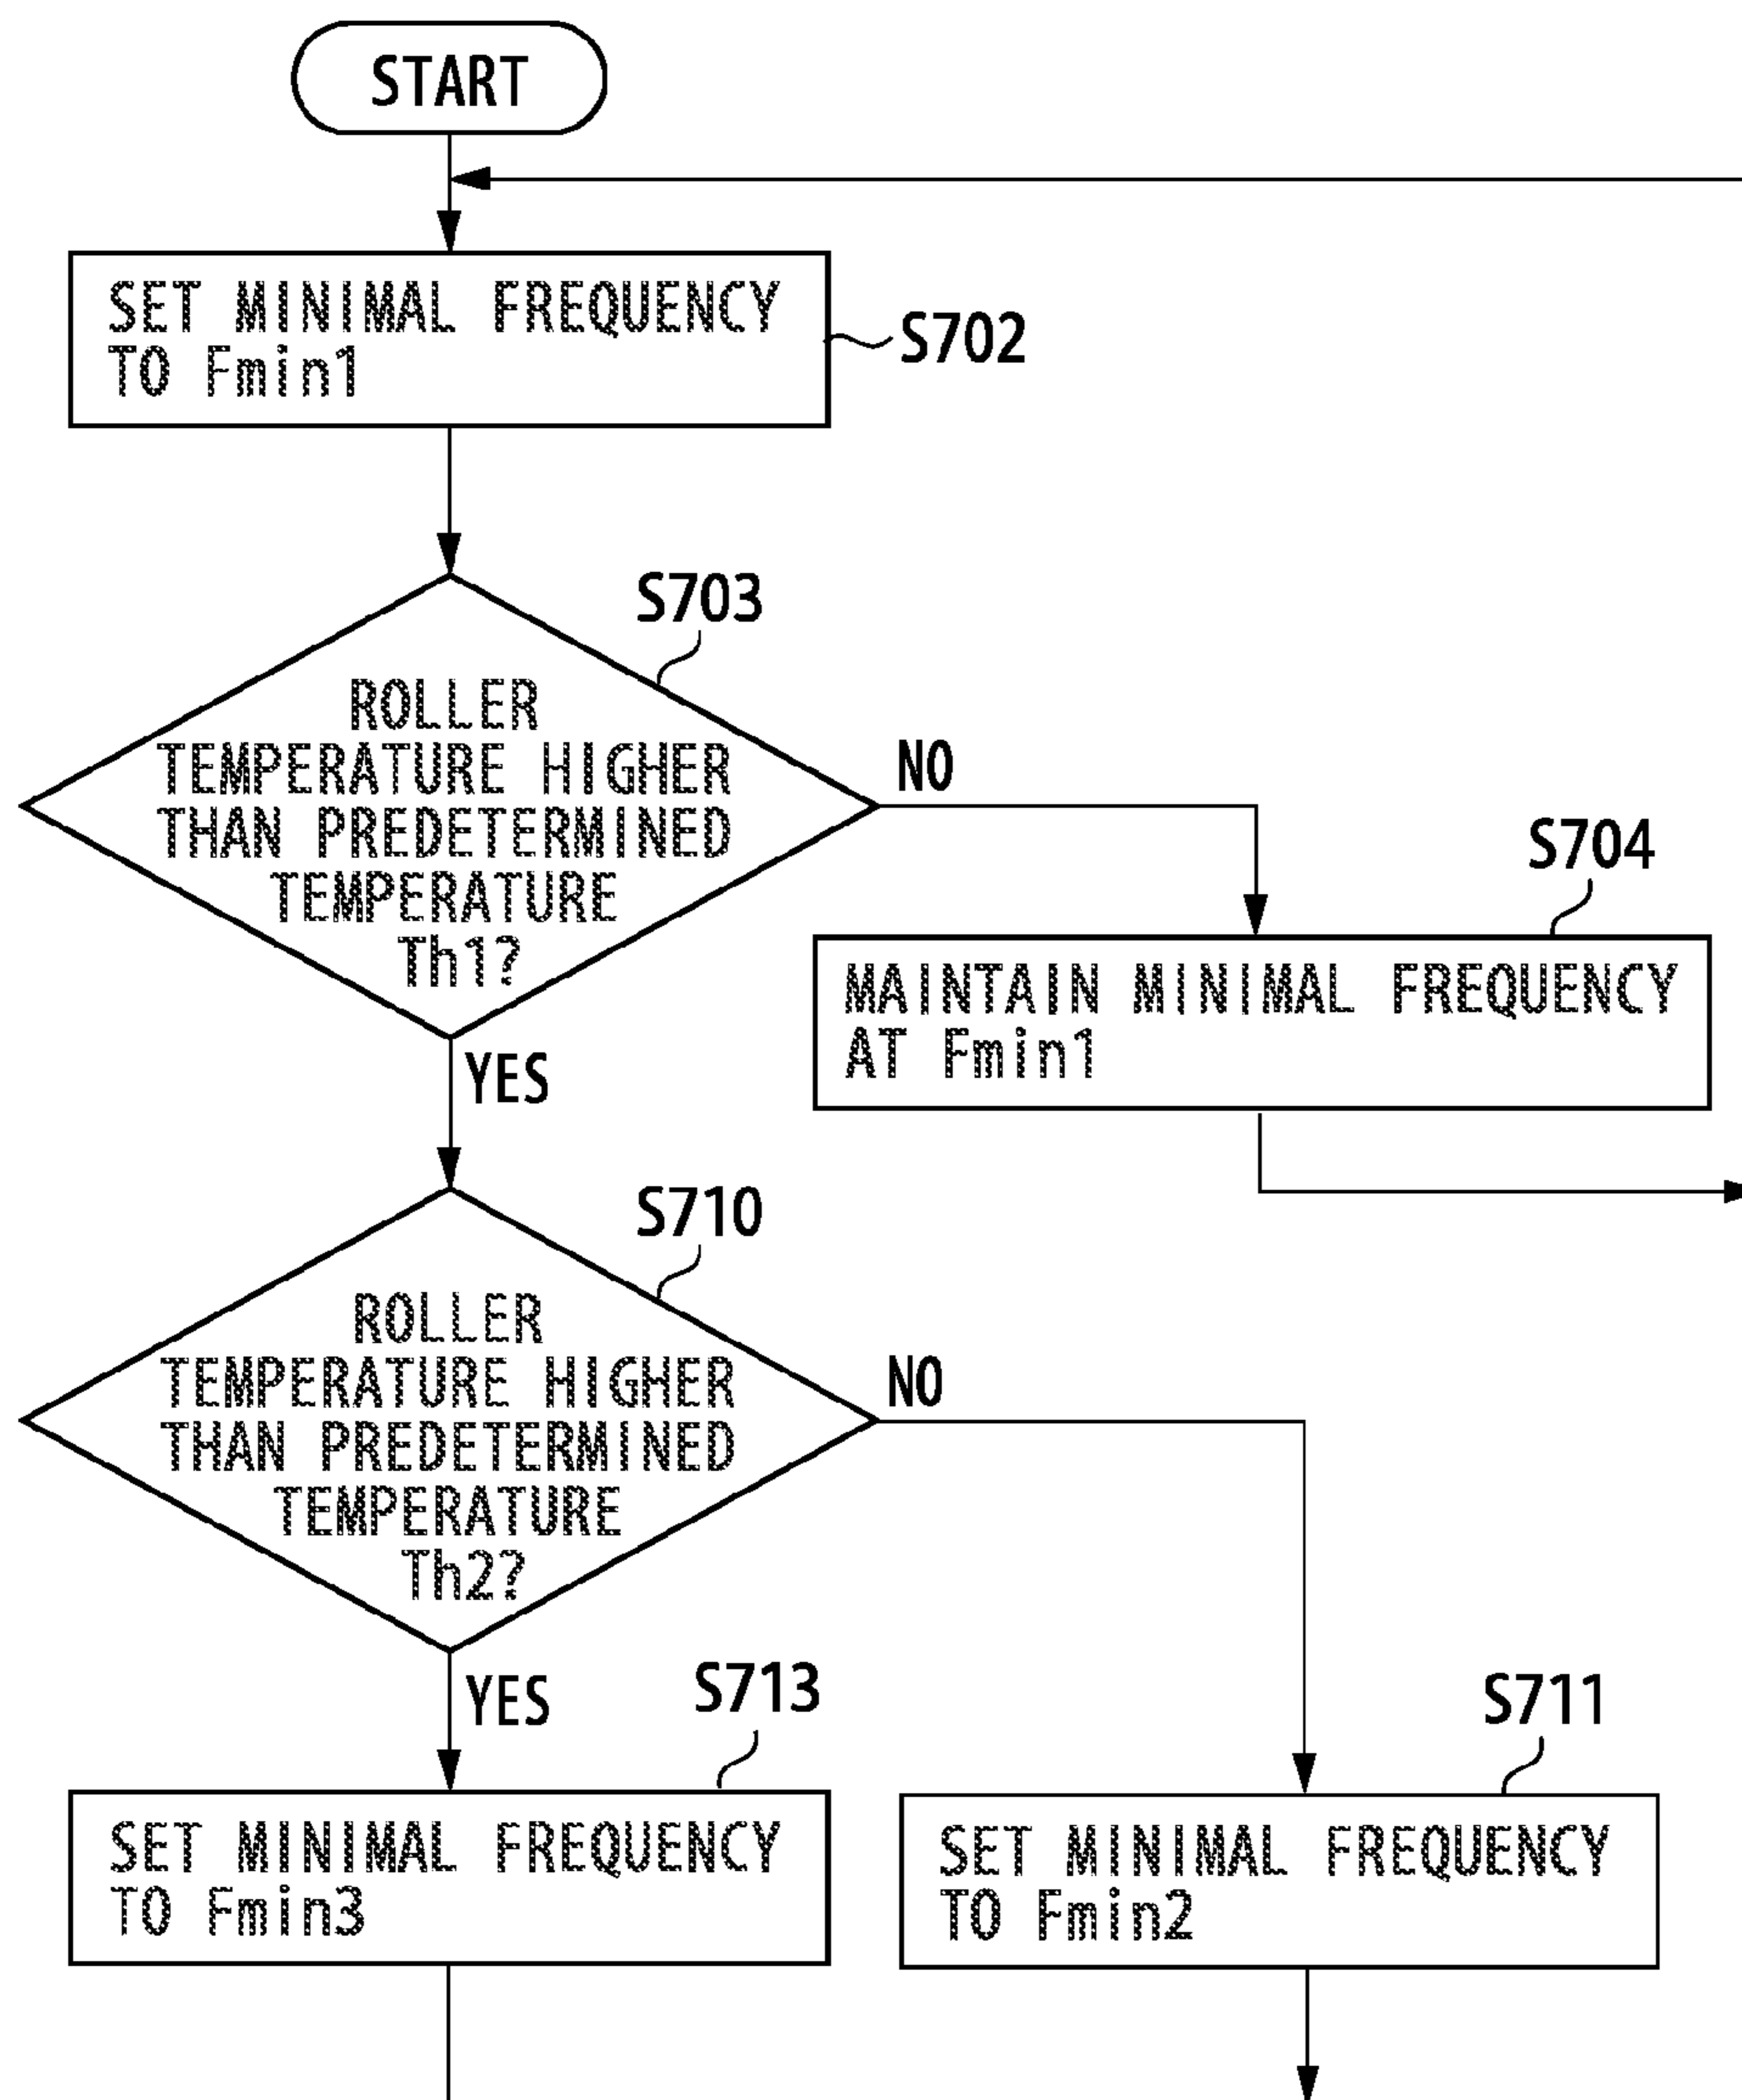 START
SET MINIMAL FREQUENCY
TO Fmin1
S702
S703
ROLLER
TEMPERATURE HIGHER
THAN PREDETERMINED
TEMPERATURE
Th1?
NO
S704
MAINTAIN MINIMAL FREQUENCY
AT Fmin1
YES
S710
ROLLER
TEMPERATURE HIGHER
THAN PREDETERMINED
TEMPERATURE
Th2?
NO
YES
S713
S711
SET MINIMAL FREQUENCY
TO Fmin3
SET MINIMAL FREQUENCY
TO Fmin2